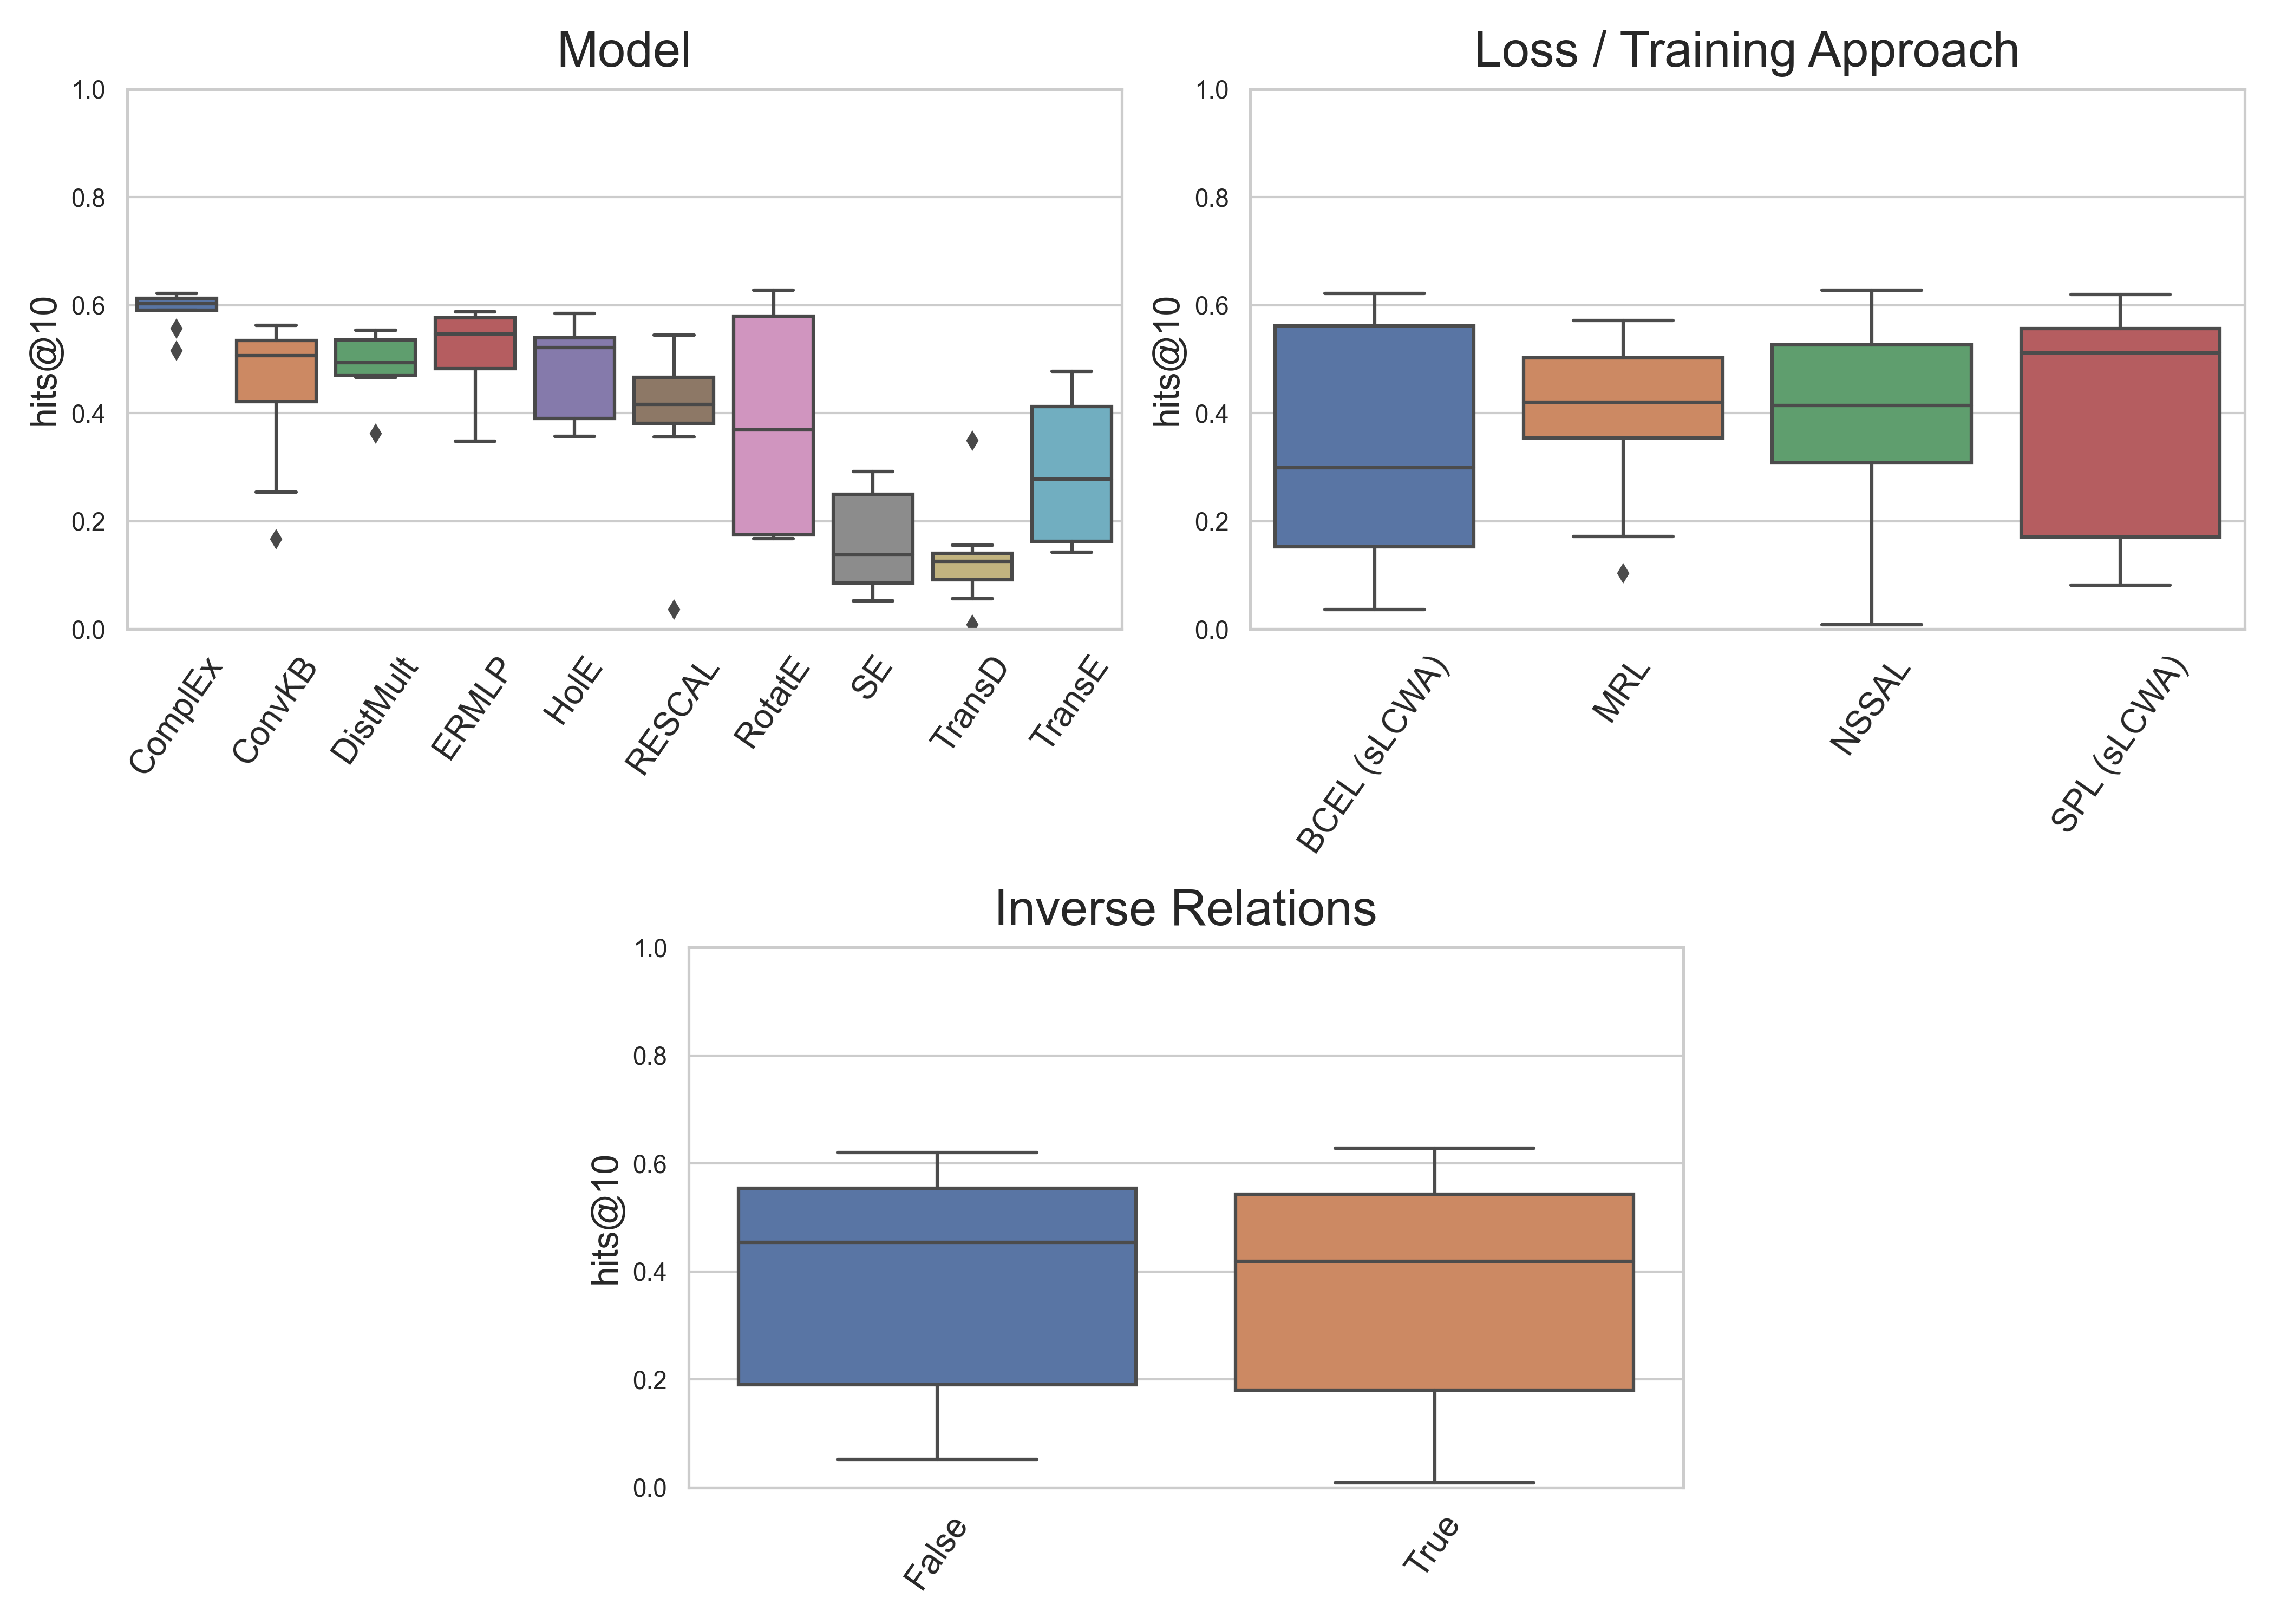 Model
1.0
0.8
0.6
0.4
0.2
0.0
hits@10
ComplEx
ConvKB
DistMult
ERMLP
HolE
RESCAL
RotatE
SE
TransD
TransE
Loss / Training Approach
1.0
0.8
0.6
0.4
0.2
0.0
hits@10
BCEL (sLCWA)
MRL
NSSAL
SPL (sLCWA)
Inverse Relations
1.0
0.8
0.6
0.4
0.2
0.0
hits@10
False
True